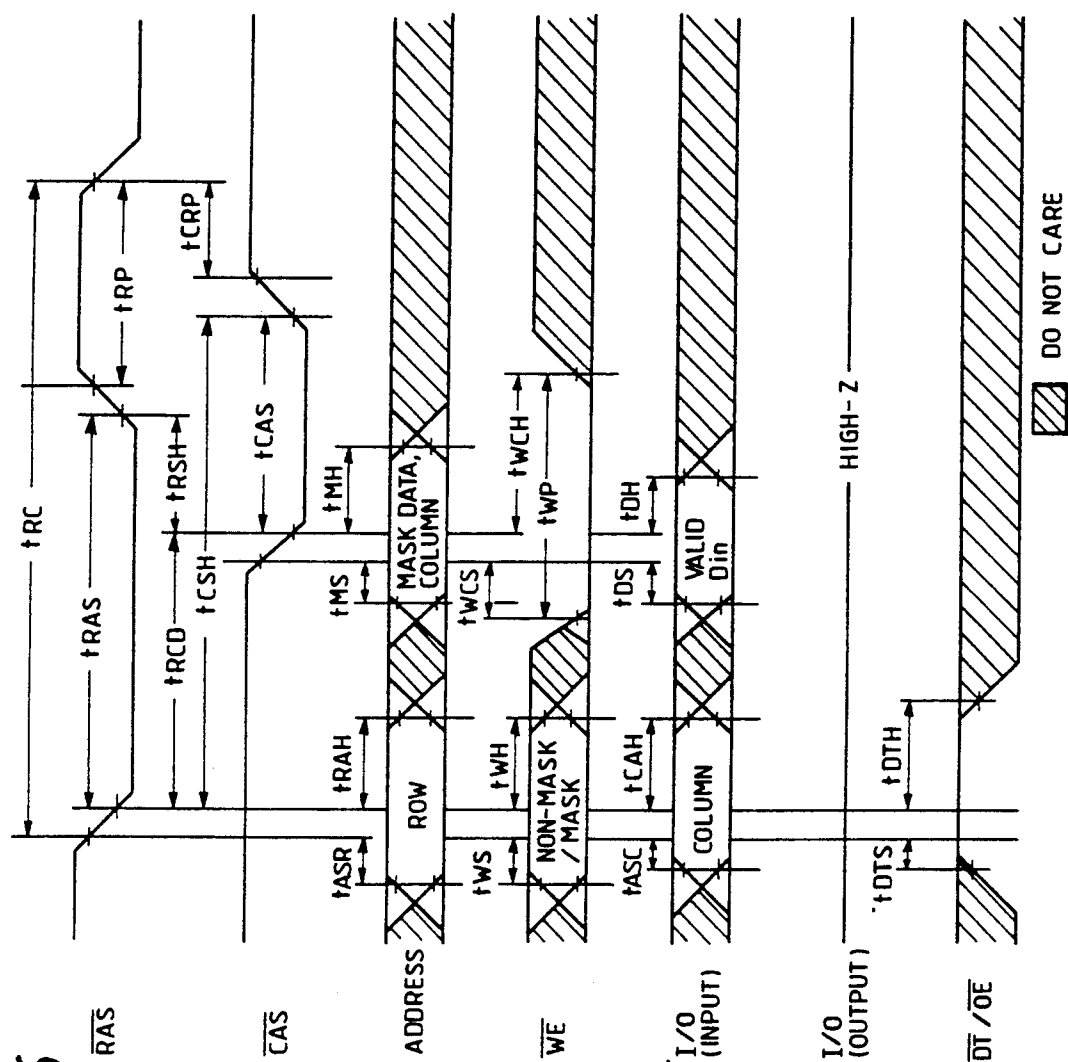 5
RAS
tRC
tRAS
tRP
CAS
tRCD
tRSH
tCRP
tCSH
tCAS
ADDRESS
tASR
tRAH
tMS
tMH
ROW
MASK DATA,
COLUMN
WE
tWS
tWH
tWCS
tWCH
tWP
NON-MASK
/MASK
I/O
(INPUT)
tASC
tCAH
tDS
tDH
COLUMN
VALID
Din
I/O
(OUTPUT)
HIGH-Z
DT/OE
tDTS
tDTH
DO NOT CARE